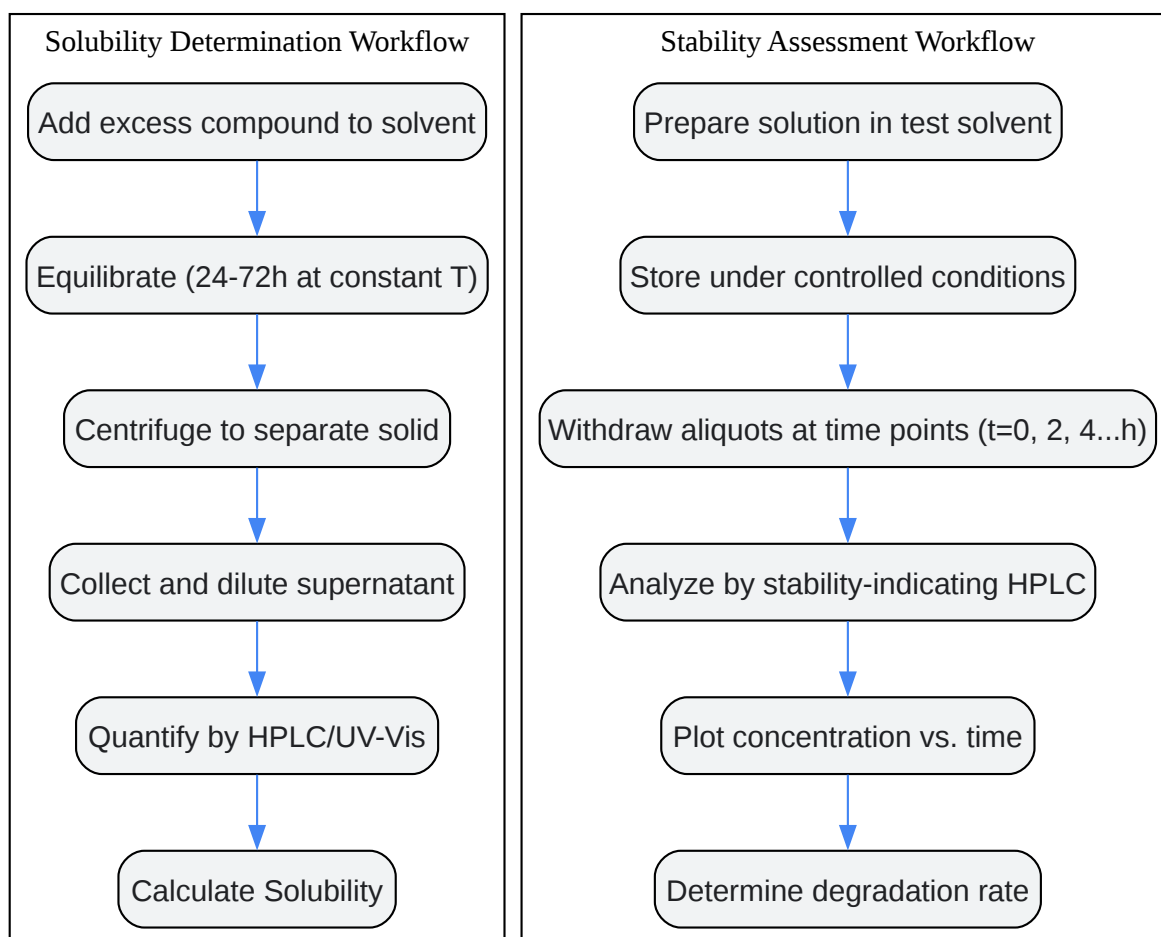 Solubility Determination Workflow
Add excess compound to solvent
Equilibrate (24-72h at constant T)
Centrifuge to separate solid
Collect and dilute supernatant
Quantify by HPLC/UV-Vis
Calculate Solubility
Stability Assessment Workflow
Prepare solution in test solvent
Store under controlled conditions
Withdraw aliquots at time points (t=0, 2, 4...h)
Analyze by stability-indicating HPLC
Plot concentration vs. time
Determine degradation rate